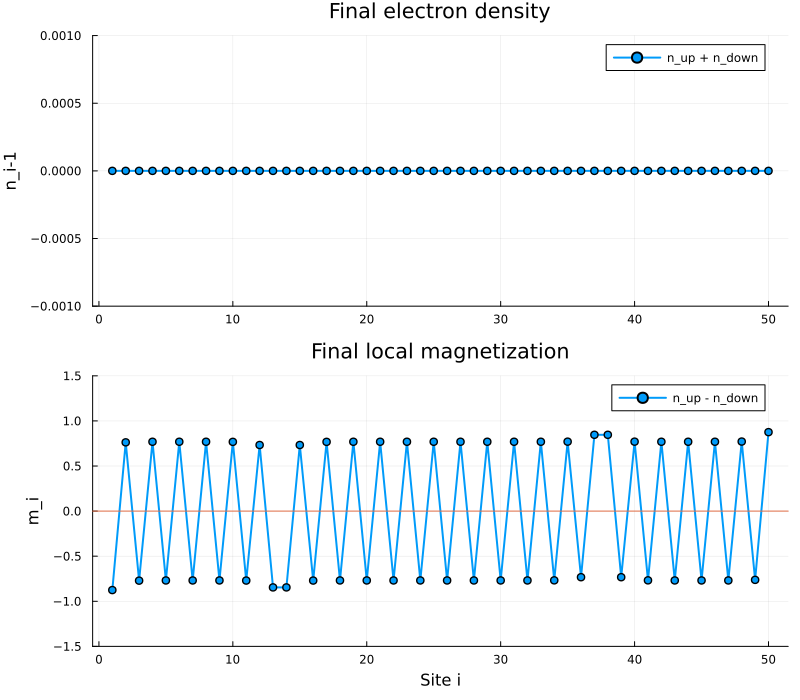 Final electron density
n_i-1
0.0010
0.0005
0.0000
−0.0005
−0.0010
n_up + n_down
0 10 20 30 40 50
Final local magnetization
m_i
1.5
1.0
0.5
0.0
−0.5
−1.0
−1.5
n_up - n_down
0 10 20 30 40 50
Site i